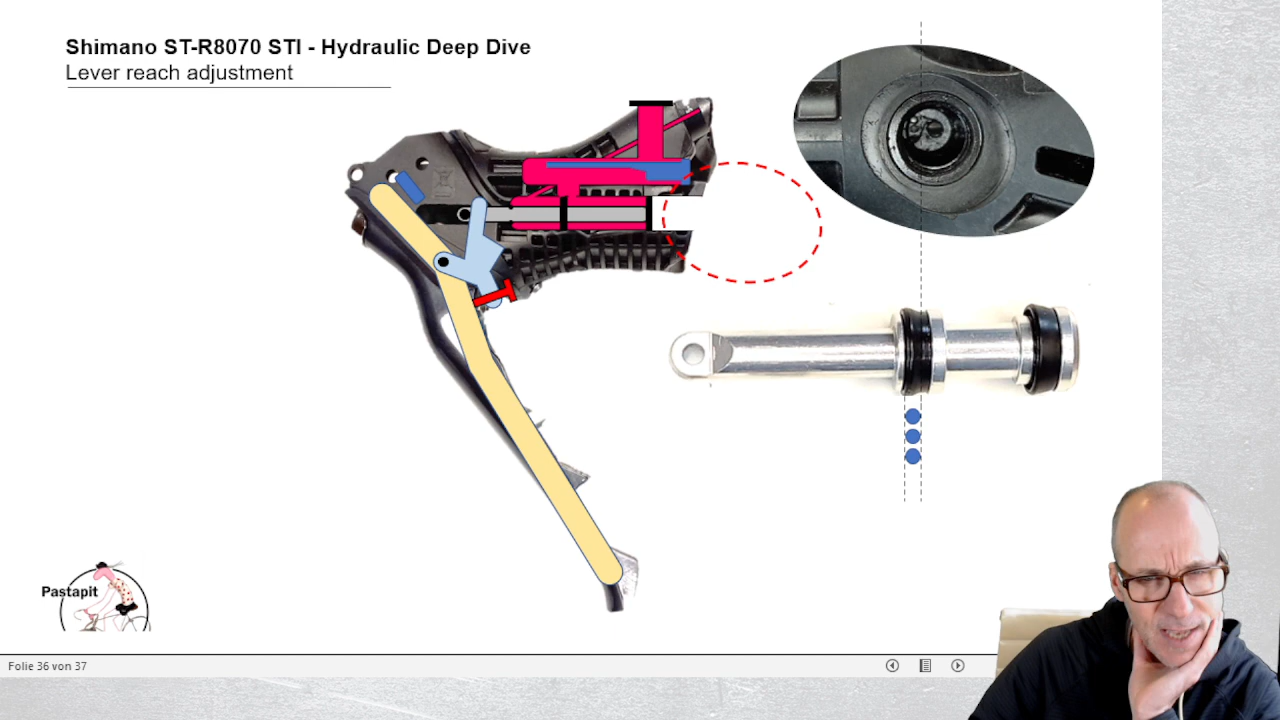 Shimano ST-R8070 STI - Hydraulic Deep Dive
Lever reach adjustment
Pastapit
Folie 36 von 37